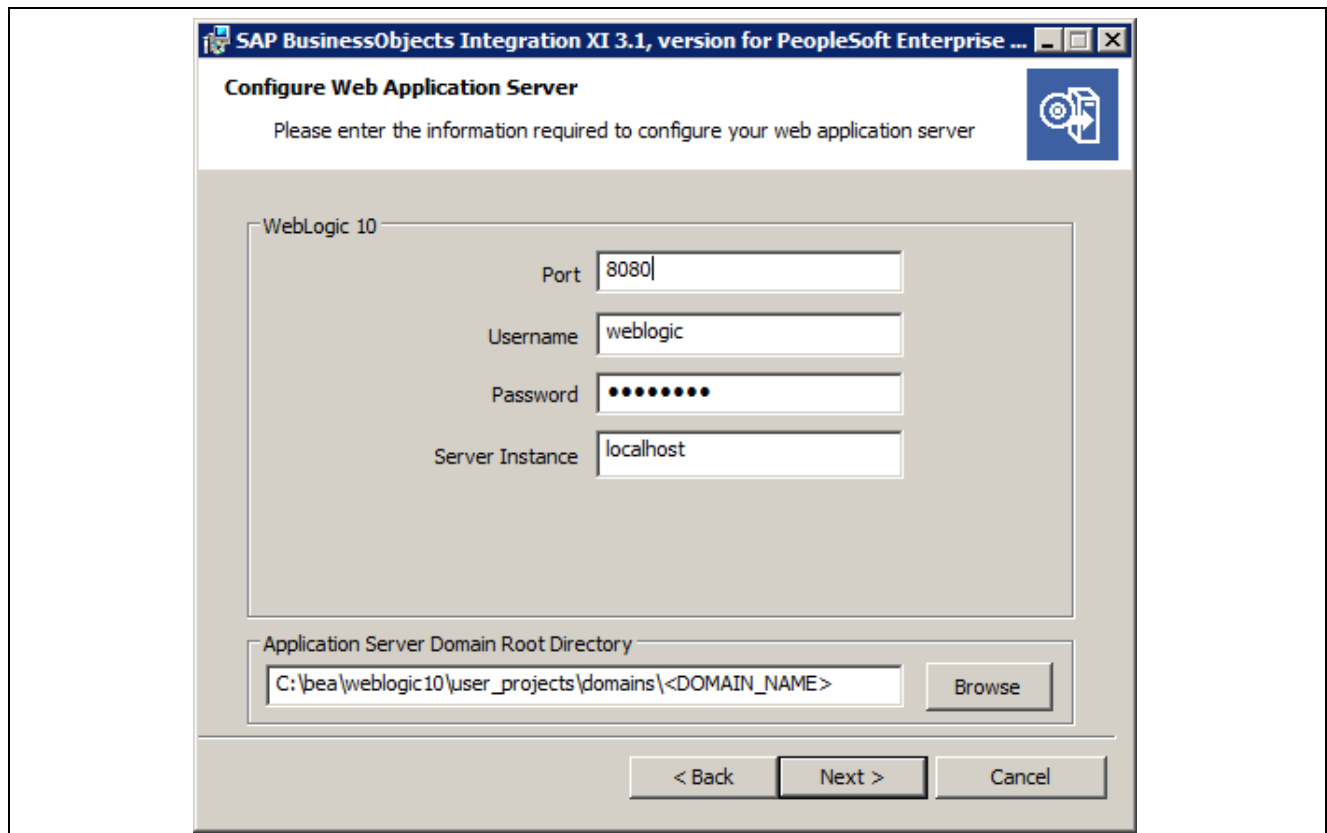 SAP BusinessObjects Integration XI 3.1, version for PeopleSoft Enterprise ...
Configure Web Application Server
Please enter the information required to configure your web application server
WebLogic 10
Port 8080
Username weblogic
Password ••••••••
Server Instance localhost
Application Server Domain Root Directory
C:\bea\weblogic10\user_projects\domains\<DOMAIN_NAME> Browse
< Back Next > Cancel